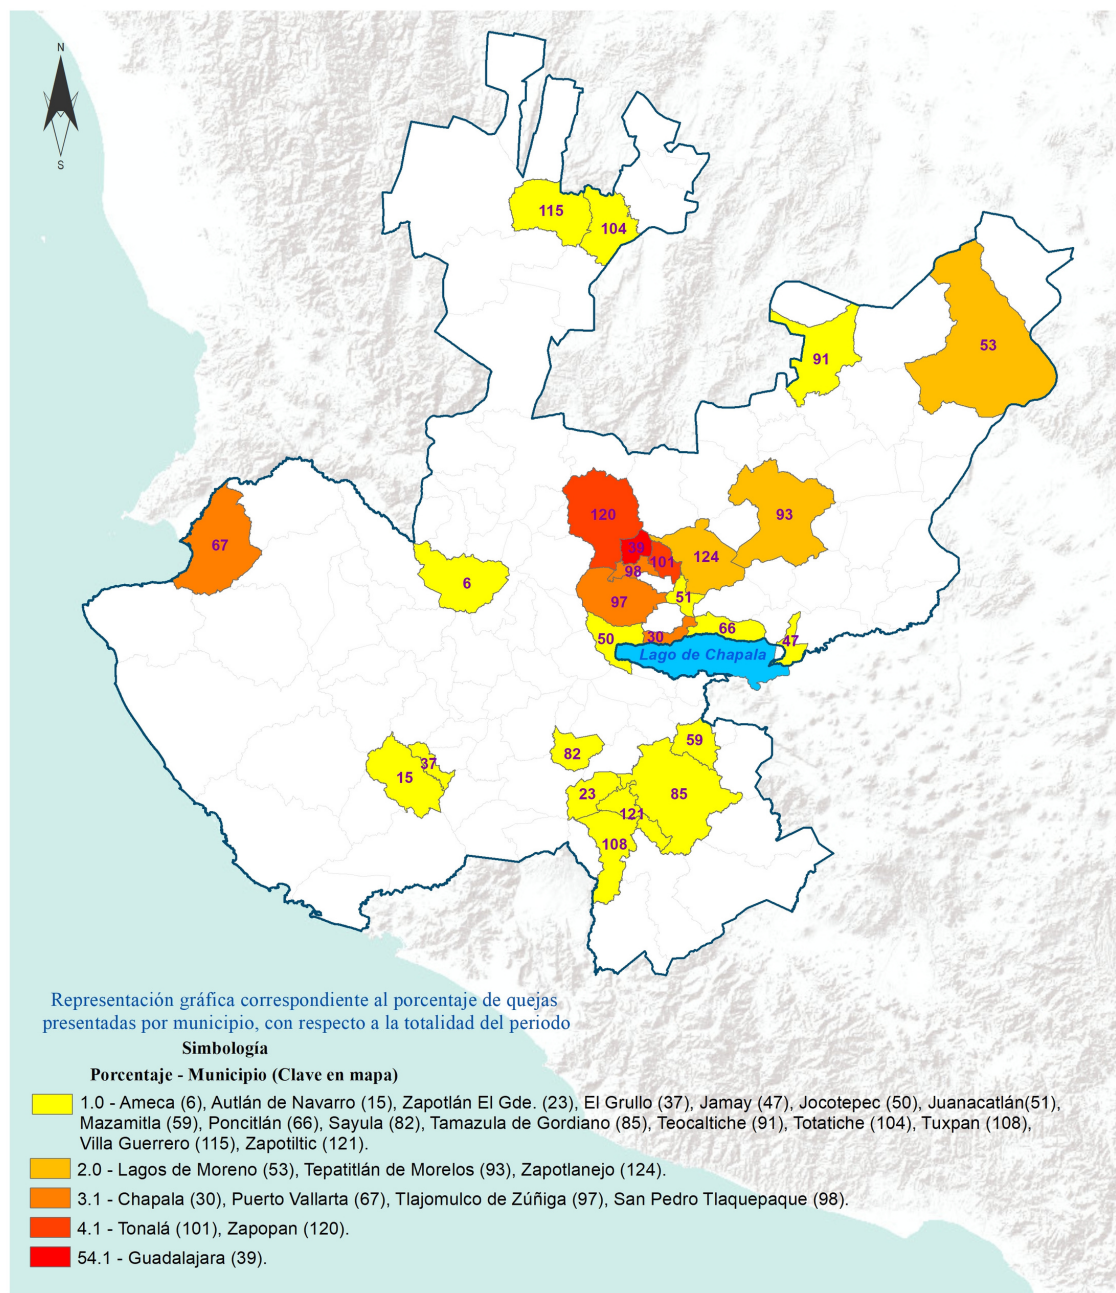 N
S
115
104
53
91
120
93
67
39
124
101
98
6
97
51
66
50
30
47
Lago de Chapala
59
82
37
15
23
85
121
108
Representación gráfica correspondiente al porcentaje de quejas
presentadas por municipio, con respecto a la totalidad del periodo
Simbología
Porcentaje - Municipio (Clave en mapa)
1.0 - Ameca (6), Autlán de Navarro (15), Zapotlán El Gde. (23), El Grullo (37), Jamay (47), Jocotepec (50), Juanacatlán(51),
Mazamitla (59), Poncitlán (66), Sayula (82), Tamazula de Gordiano (85), Teocaltiche (91), Totatiche (104), Tuxpan (108),
Villa Guerrero (115), Zapotiltic (121).
2.0 - Lagos de Moreno (53), Tepatitlán de Morelos (93), Zapotlanejo (124).
3.1 - Chapala (30), Puerto Vallarta (67), Tlajomulco de Zúñiga (97), San Pedro Tlaquepaque (98).
4.1 - Tonalá (101), Zapopan (120).
54.1 - Guadalajara (39).